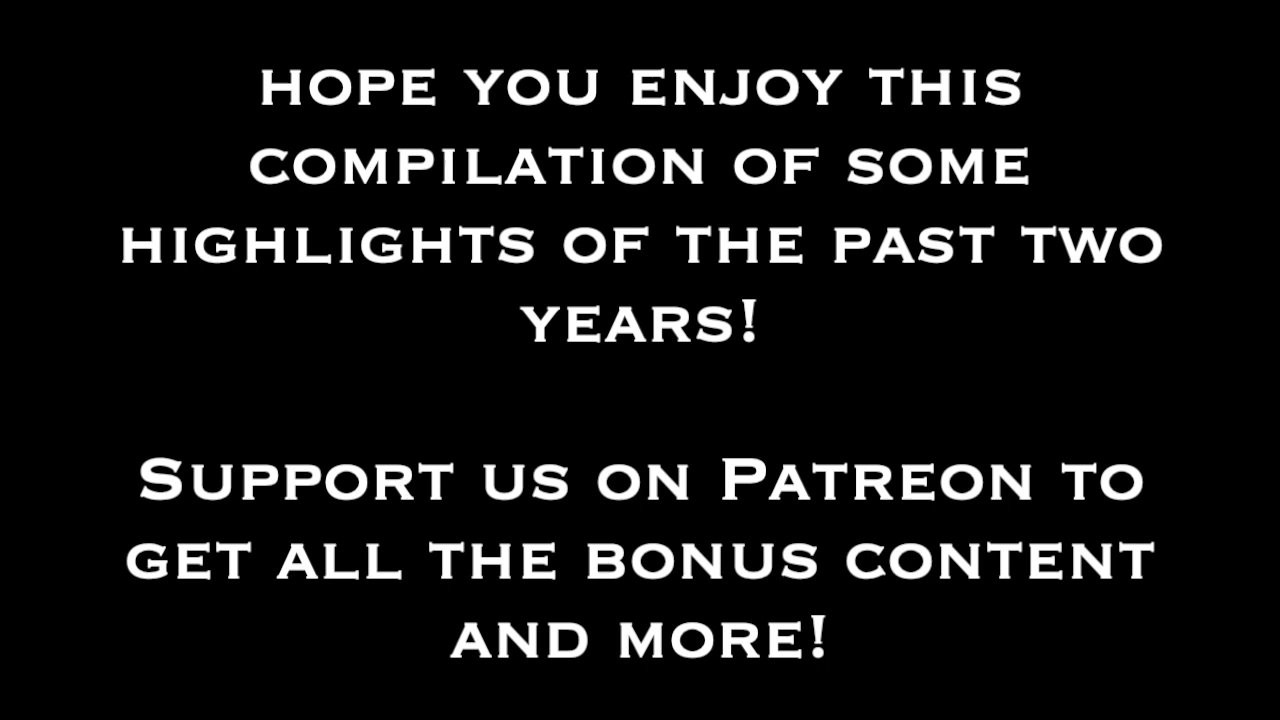 hope you enjoy this
compilation of some
highlights of the past two
years!
Support us on Patreon to
get all the bonus content
and more!